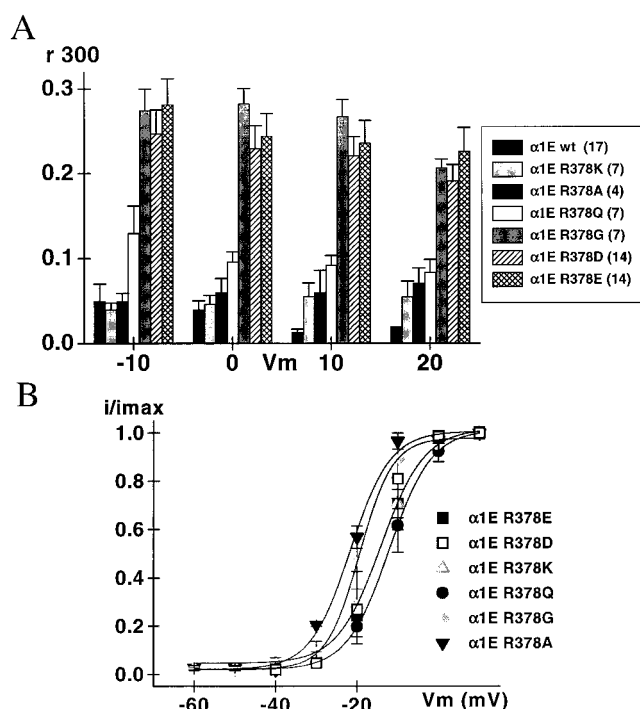 A
r 300
0.3
0.2
0.1
0.0
-10 0 Vm 10 20
α1E wt (17)
α1E R378K (7)
α1E R378A (4)
α1E R378Q (7)
α1E R378G (7)
α1E R378D (14)
α1E R378E (14)
B
i/imax
1.0
0.8
0.6
0.4
0.2
0.0
-60 -40 -20 Vm (mV)
α1E R378E
α1E R378D
α1E R378K
α1E R378Q
α1E R378G
α1E R378A